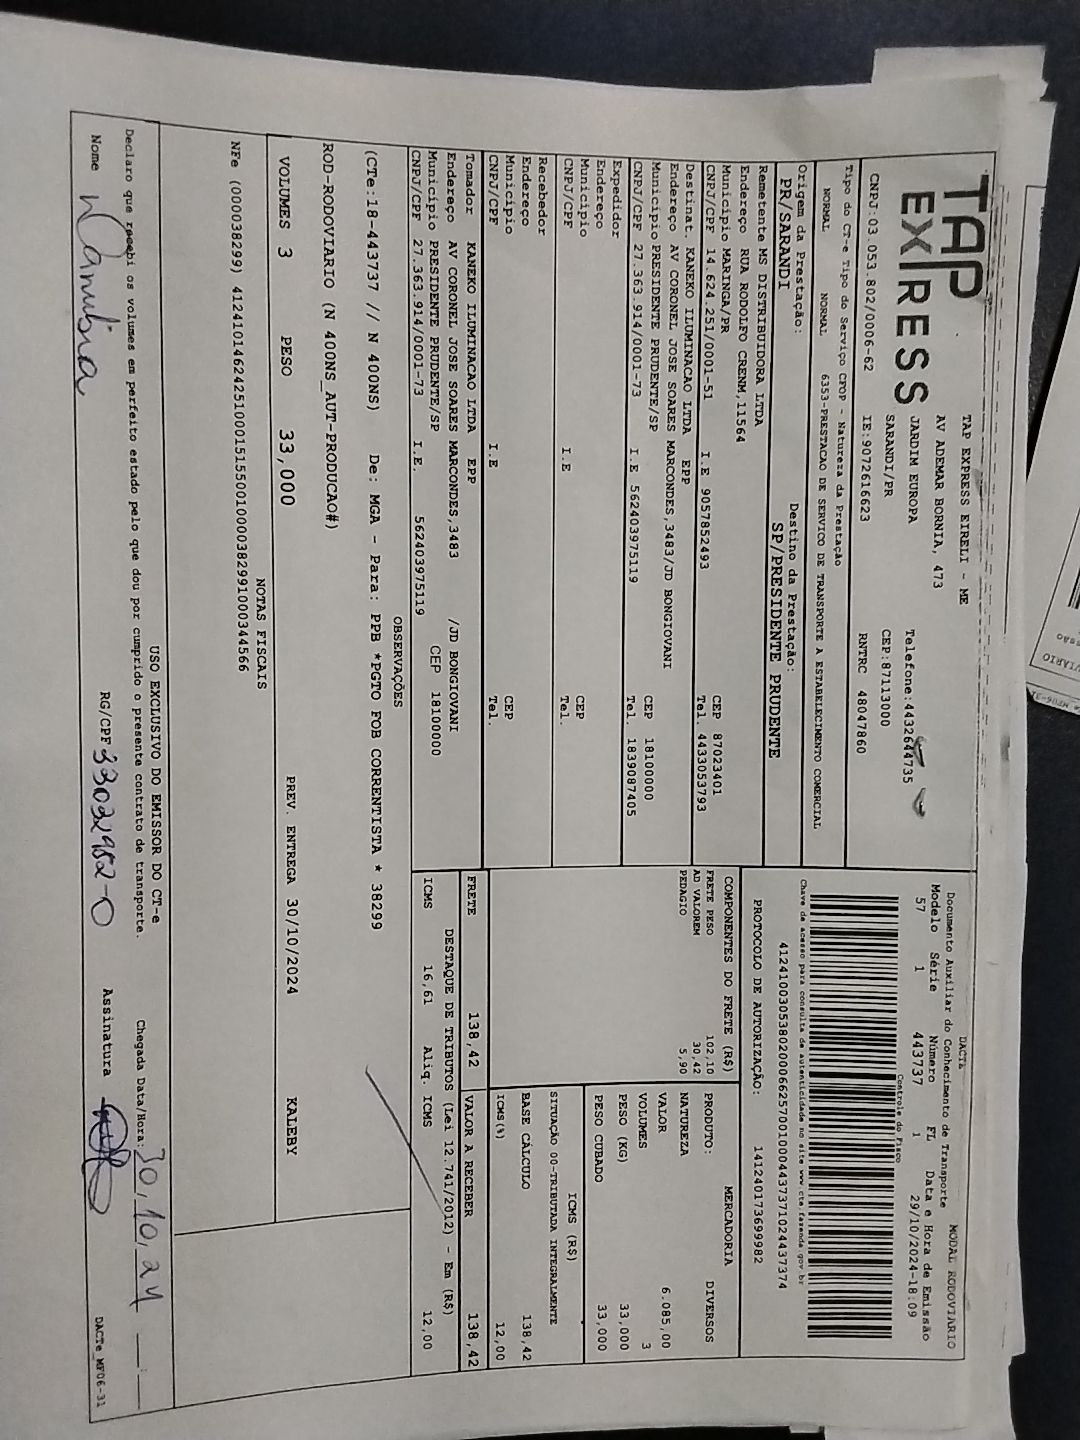 TAP
EXPRESS
TAP EXPRESS EIRELI - ME
AV ADEMAR BORNIA, 473
JARDIM EUROPA
SARANDI/PR
Telefone:4432644735
CEP:87113000
CNPJ:03.053.802/0006-62
IE:9072616623
RNTRC 48047860
DACTE
MODAL RODOVIARIO
Documento Auxiliar do Conhecimento de Transporte
Modelo Série Número FL Data e Hora de Emissão
57 1 443737 1 29/10/2024-18:09
Controle do Fisco
Chave de acesso para consulta de autenticidade no site www.cte.fazenda.gov.br
41241003053802000662570010004437371024437374
PROTOCOLO DE AUTORIZAÇÃO: 141240173699982
Tipo do CT-e Tipo do Serviço CFOP - Natureza da Prestação
NORMAL NORMAL 6353-PRESTACAO DE SERVICO DE TRANSPORTE A ESTABELECIMENTO COMERCIAL
Origem da Prestação: Destino da Prestação:
PR/SARANDI SP/PRESIDENTE PRUDENTE
Remetente MS DISTRIBUIDORA LTDA
Endereço RUA RODOLFO CRENM,11564
Município MARINGA/PR CEP 87023401
CNPJ/CPF 14.624.251/0001-51 I.E 9057852493 Tel. 4433053793
Destinat. KANEKO ILUMINACAO LTDA EPP
Endereço AV CORONEL JOSE SOARES MARCONDES,3483/JD BONGIOVANI
Município PRESIDENTE PRUDENTE/SP CEP 18100000
CNPJ/CPF 27.363.914/0001-73 I.E 562403975119 Tel. 1839087405
Expedidor
Endereço
Município CEP
CNPJ/CPF I.E Tel.
Recebedor
Endereço
Município CEP
CNPJ/CPF I.E Tel.
Tomador KANEKO ILUMINACAO LTDA EPP
Endereço AV CORONEL JOSE SOARES MARCONDES,3483 /JD BONGIOVANI
Município PRESIDENTE PRUDENTE/SP CEP 18100000
CNPJ/CPF 27.363.914/0001-73 I.E. 562403975119
COMPONENTES DO FRETE (R$)
FRETE PESO 102,10
AD VALOREM 30,42
PEDAGIO 5,90
MERCADORIA
PRODUTO: DIVERSOS
NATUREZA
VALOR 6.085,00
VOLUMES 3
PESO (KG) 33,000
PESO CUBADO 33,000
ICMS (R$)
SITUAÇÃO 00-TRIBUTADA INTEGRALMENTE
BASE CÁLCULO 138,42
ICMS(%) 12,00
FRETE 138,42 VALOR A RECEBER 138,42
DESTAQUE DE TRIBUTOS (Lei 12.741/2012) - Em (R$)
ICMS 16,61 Aliq. ICMS 12,00
OBSERVAÇÕES
(CTe:18-443737 // N 400NS) De: MGA - Para: PPB *PGTO FOB CORRENTISTA * 38299
ROD-RODOVIARIO (N 400NS_AUT-PRODUCAO#)
VOLUMES 3 PESO 33,000 PREV. ENTREGA 30/10/2024 KALEBY
NOTAS FISCAIS
NFe (000038299) 41241014624251000151550010000382991000344566
USO EXCLUSIVO DO EMISSOR DO CT-e
Declaro que recebi os volumes em perfeito estado pelo que dou por cumprido o presente contrato de transporte. Chegada Data/Hora: 30,10,24 __:__
Nome Danubia RG/CPF 33031952-0 Assinatura
DACTe_MF06-31